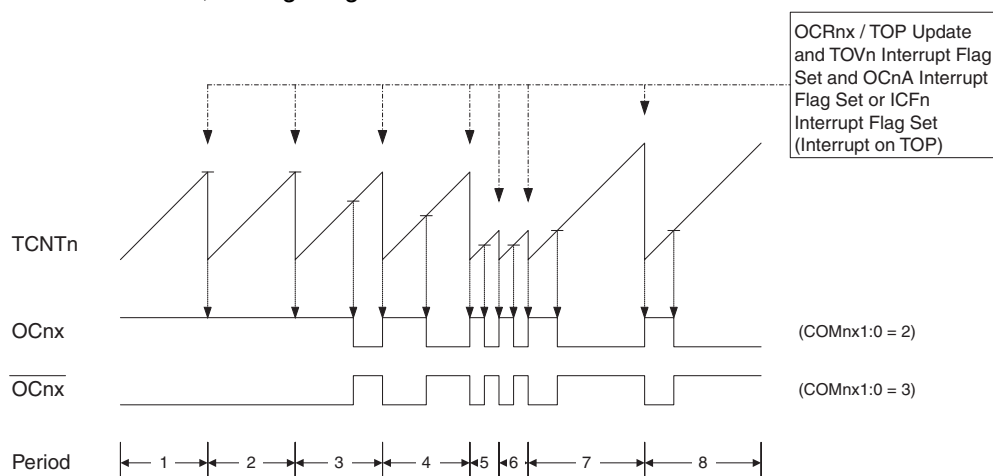 OCRnx / TOP Update
and TOVn Interrupt Flag
Set and OCnA Interrupt
Flag Set or ICFn
Interrupt Flag Set
(Interrupt on TOP)
TCNTn
OCnx
(COMnx1:0 = 2)
OCnx
(COMnx1:0 = 3)
Period
1
2
3
4
5
6
7
8